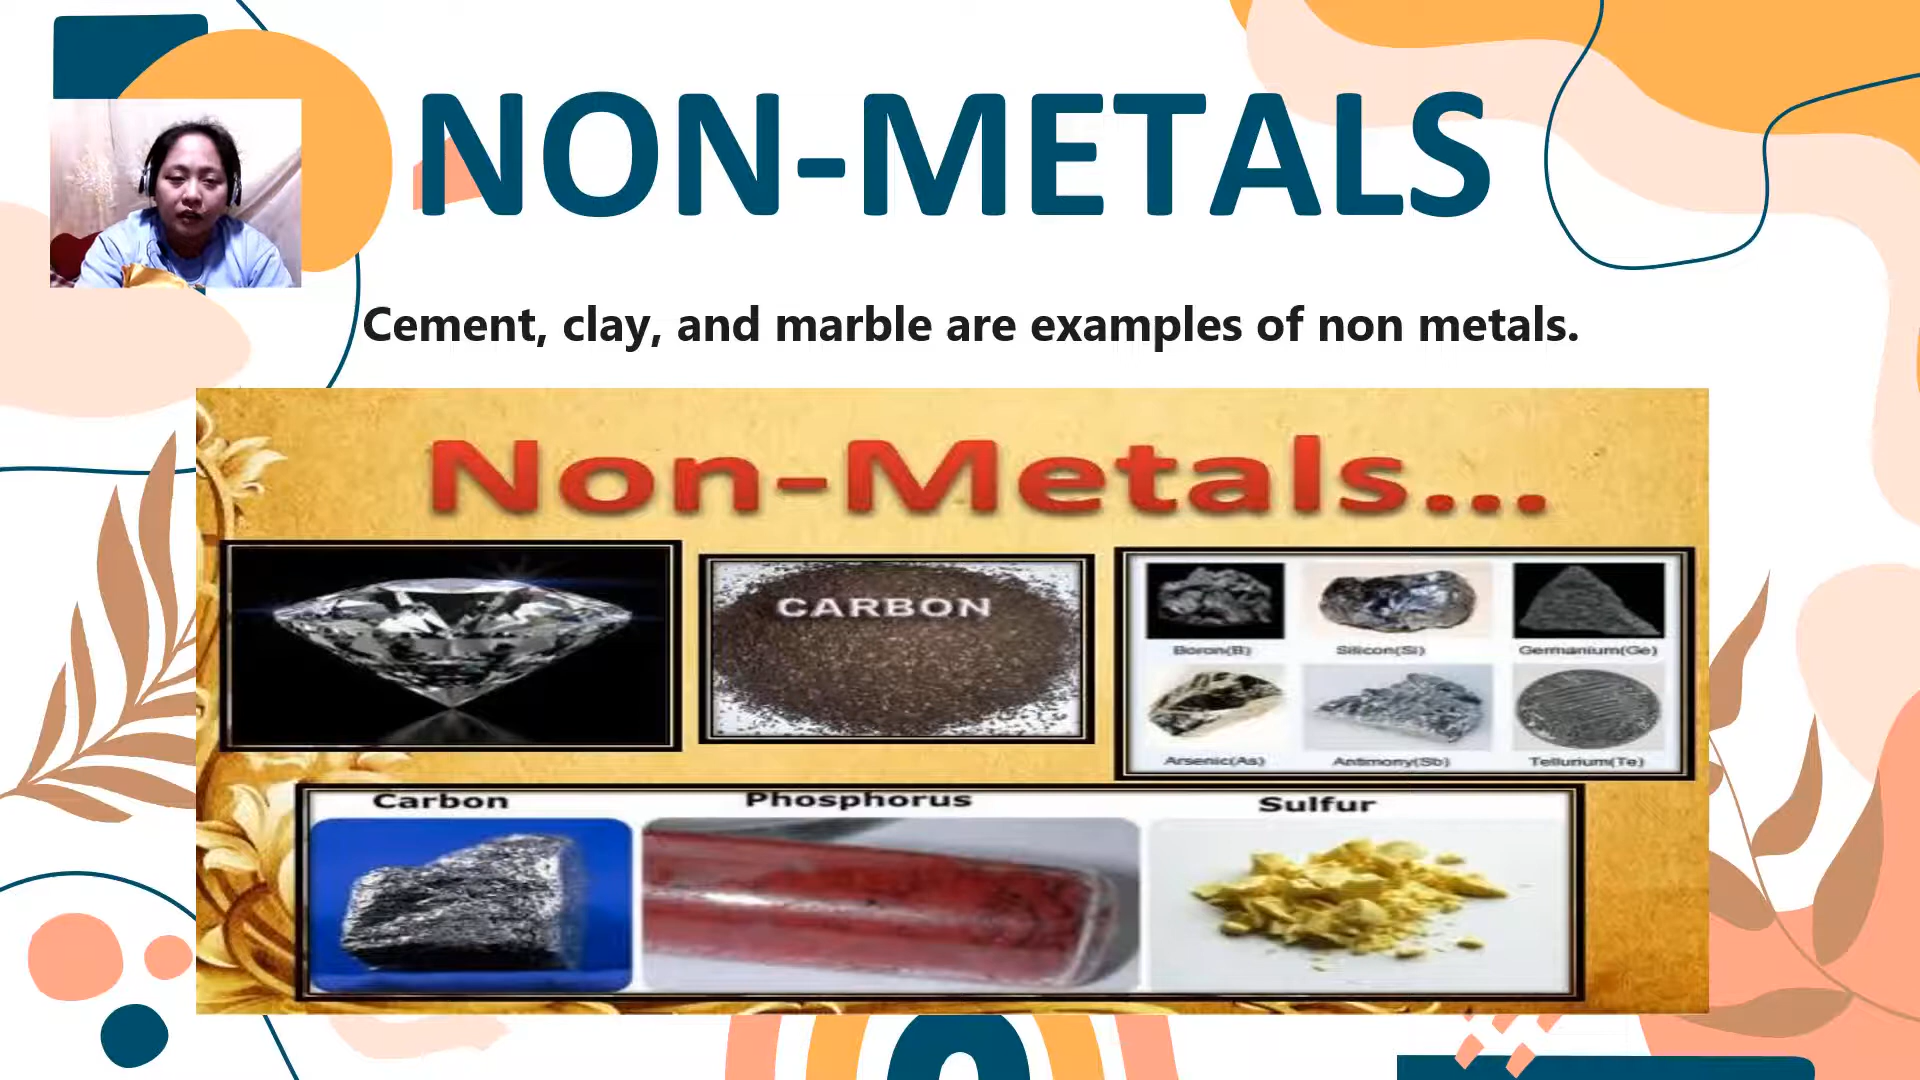 NON-METALS
Cement, clay, and marble are examples of non metals.
Non-Metals...
CARBON
Boron(B) Silicon(Si) Germanium(Ge)
Arsenic(As) Antimony(Sb) Tellurium(Te)
Carbon Phosphorus Sulfur